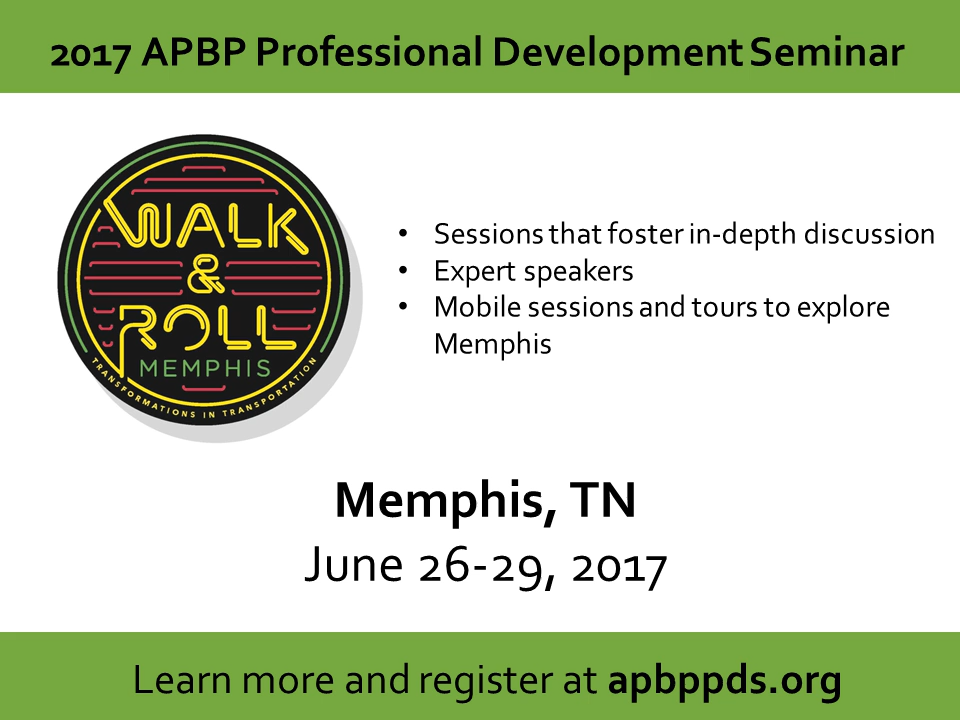 2017 APBP Professional Development Seminar
WALK
&
ROLL
MEMPHIS
TRANSFORMATIONS IN TRANSPORTATION
• Sessions that foster in-depth discussion
• Expert speakers
• Mobile sessions and tours to explore
Memphis
Memphis, TN
June 26-29, 2017
Learn more and register at apbppds.org